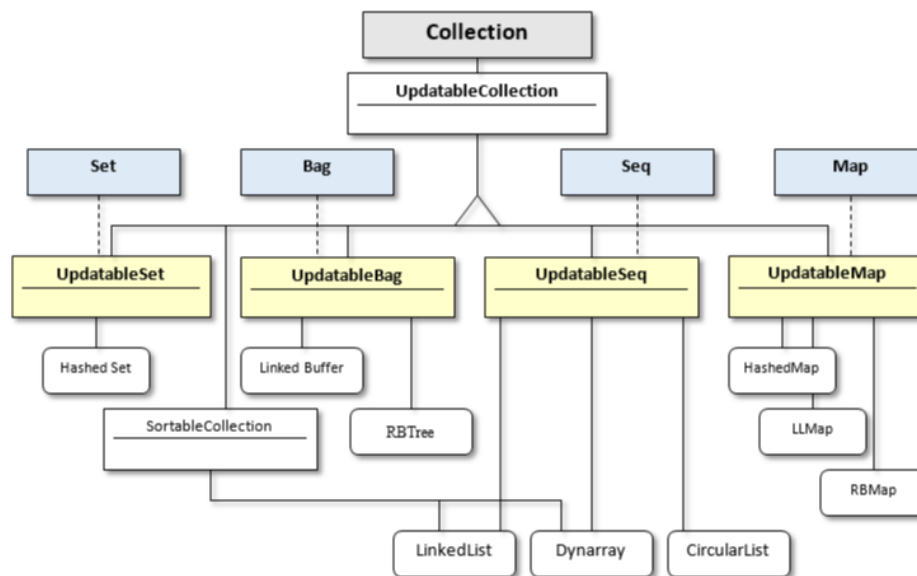 Collection
UpdatableCollection
Set
Bag
Seq
Map
UpdatableSet
UpdatableBag
UpdatableSeq
UpdatableMap
Hashed Set
Linked Buffer
HashedMap
SortableCollection
RBTree
LLMap
RBMap
LinkedList
Dynarray
CircularList